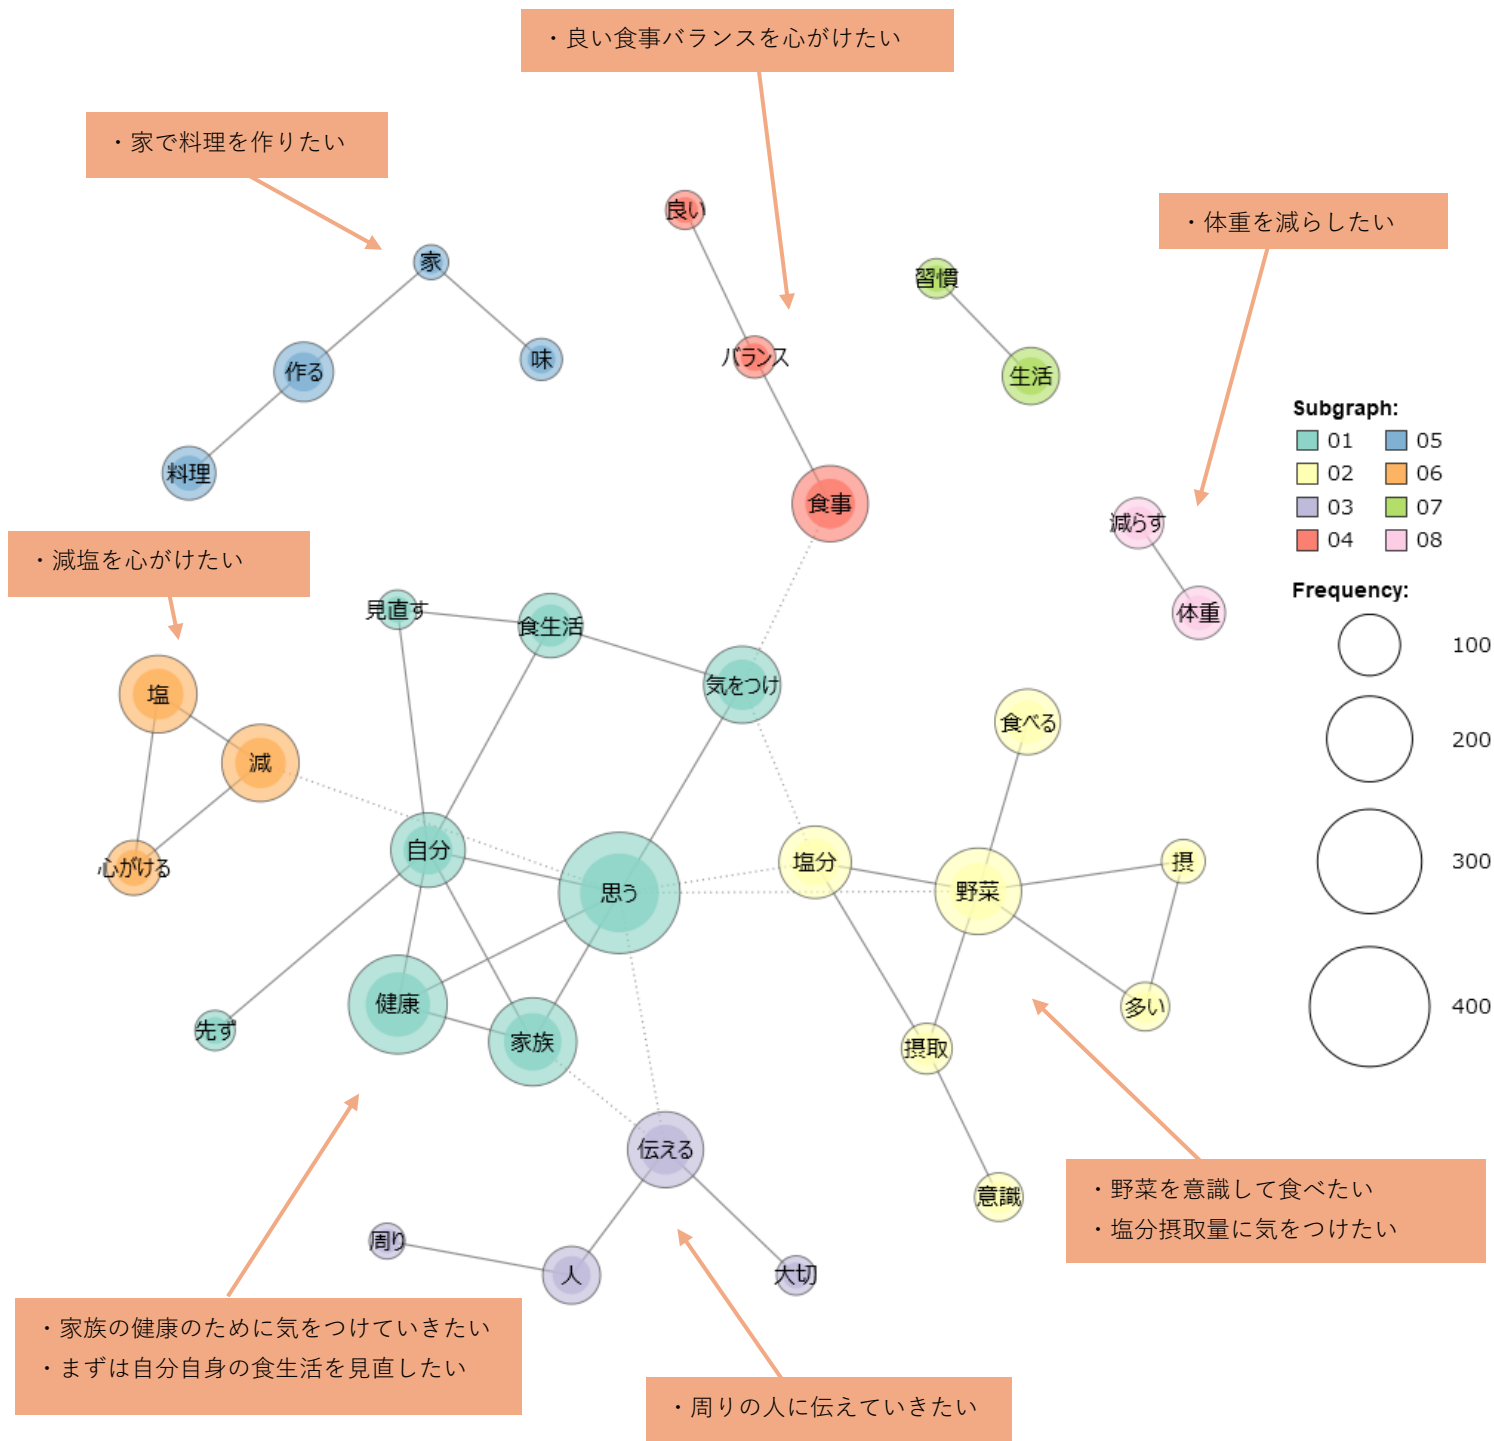 ・良い食事バランスを心がけたい
・家で料理を作りたい
・体重を減らしたい
良い
家
習慣
バランス
味
作る
生活
料理
食事
減らす
体重
Subgraph:
01 05
02 06
03 07
04 08
Frequency:
100
200
300
400
・減塩を心がけたい
見直す
食生活
気をつけ
塩
減
心がける
食べる
自分
思う
塩分
野菜
摂
健康
家族
先ず
摂取
多い
伝える
意識
周り
人
大切
・野菜を意識して食べたい
・塩分摂取量に気をつけたい
・家族の健康のために気をつけていきたい
・まずは自分自身の食生活を見直したい
・周りの人に伝えていきたい